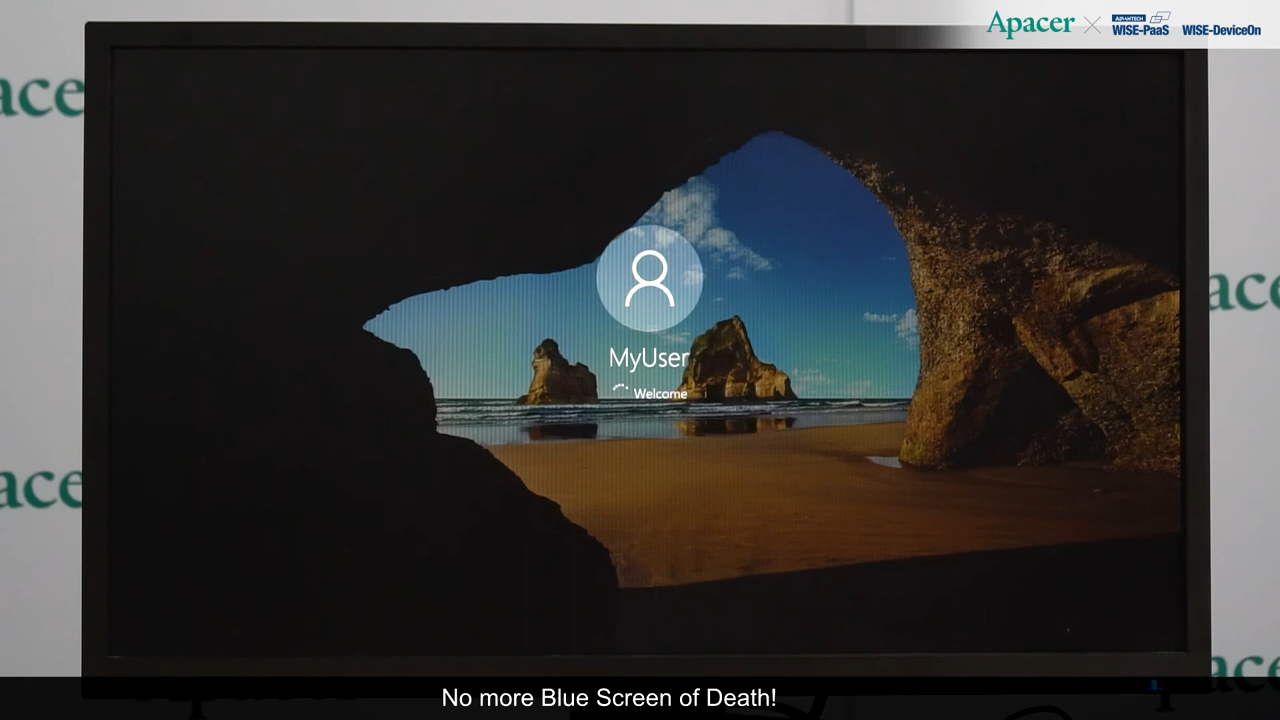 Apacer
ADVANTECH
WISE-PaaS
WISE-DeviceOn
ace
ace
MyUser
Welcome
ace
ace
No more Blue Screen of Death!